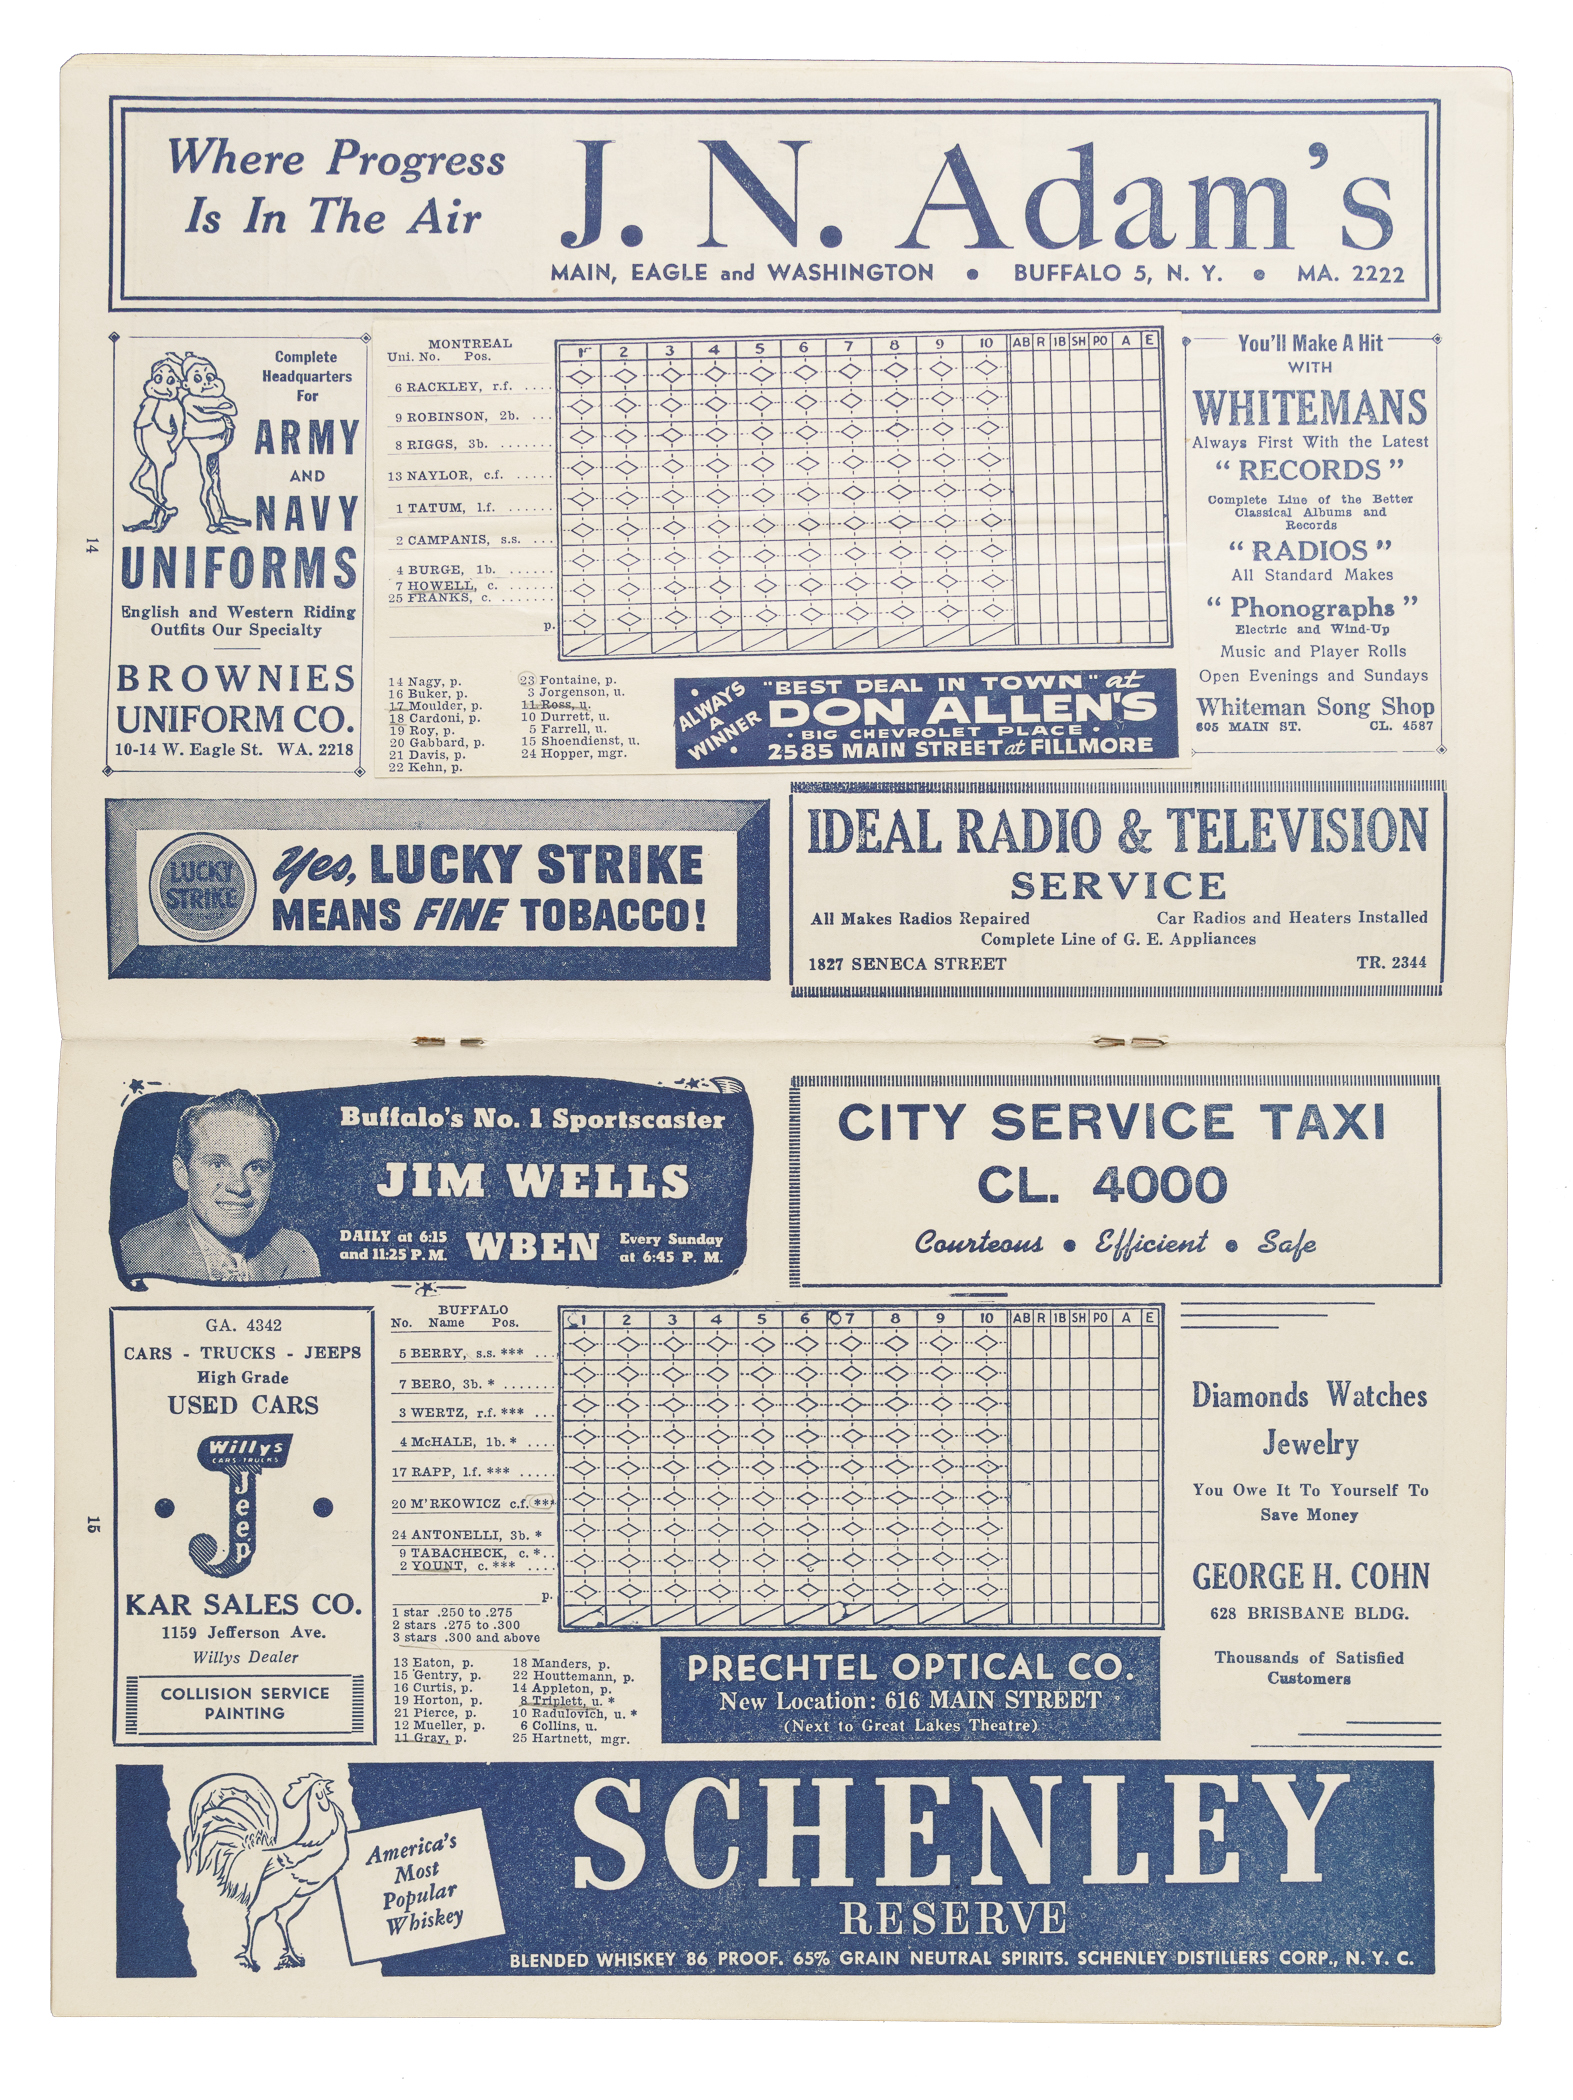 Where Progress
Is In The Air
J. N. Adam's
MAIN, EAGLE and WASHINGTON • BUFFALO 5, N. Y. • MA. 2222
Complete
Headquarters
For
ARMY
AND
NAVY
UNIFORMS
English and Western Riding
Outfits Our Specialty
BROWNIES
UNIFORM CO.
10-14 W. Eagle St. WA. 2218
14
MONTREAL
Uni. No. Pos.
6 RACKLEY, r.f. ....
9 ROBINSON, 2b. ...
8 RIGGS, 3b. .......
13 NAYLOR, c.f. .....
1 TATUM, l.f. .......
2 CAMPANIS, s.s. ...
4 BURGE, 1b. ......
7 HOWELL, c. .......
25 FRANKS, c. ........
p.
1 2 3 4 5 6 7 8 9 10 AB R 1B SH PO A E
14 Nagy, p.
16 Buker, p.
17 Moulder, p.
18 Cardoni, p.
19 Roy, p.
20 Gabbard, p.
21 Davis, p.
22 Kehn, p.
23 Fontaine, p.
3 Jorgenson, u.
11 Ross, u.
10 Durrett, u.
5 Farrell, u.
15 Shoendienst, u.
24 Hopper, mgr.
ALWAYS
A
WINNER
"BEST DEAL IN TOWN" at
DON ALLEN'S
• BIG CHEVROLET PLACE •
2585 MAIN STREET at FILLMORE
You'll Make A Hit
WITH
WHITEMANS
Always First With the Latest
"RECORDS"
Complete Line of the Better
Classical Albums and
Records
"RADIOS"
All Standard Makes
"Phonographs"
Electric and Wind-Up
Music and Player Rolls
Open Evenings and Sundays
Whiteman Song Shop
605 MAIN ST. CL. 4587
LUCKY
STRIKE
Yes, LUCKY STRIKE
MEANS FINE TOBACCO!
IDEAL RADIO & TELEVISION
SERVICE
All Makes Radios Repaired Car Radios and Heaters Installed
Complete Line of G. E. Appliances
1827 SENECA STREET TR. 2344
Buffalo's No. 1 Sportscaster
JIM WELLS
DAILY at 6:15
and 11:25 P. M.
WBEN
Every Sunday
at 6:45 P. M.
CITY SERVICE TAXI
CL. 4000
Courteous • Efficient • Safe
GA. 4342
CARS - TRUCKS - JEEPS
High Grade
USED CARS
Willys
CARS-TRUCKS
Jeep
KAR SALES CO.
1159 Jefferson Ave.
Willys Dealer
COLLISION SERVICE
PAINTING
15
BUFFALO
No. Name Pos.
5 BERRY, s.s. *** ...
7 BERO, 3b. * .......
3 WERTZ, r.f. *** ...
4 McHALE, 1b. * ....
17 RAPP, l.f. *** .....
20 M'RKOWICZ c.f. ***
24 ANTONELLI, 3b. *
9 TABACHECK, c. * ..
2 YOUNT, c. *** ....
p.
1 2 3 4 5 6 7 8 9 10 AB R 1B SH PO A E
1 star .250 to .275
2 stars .275 to .300
3 stars .300 and above
13 Eaton, p.
15 Gentry, p.
16 Curtis, p.
19 Horton, p.
21 Pierce, p.
12 Mueller, p.
11 Gray, p.
18 Manders, p.
22 Houttemann, p.
14 Appleton, p.
8 Triplett, u. *
10 Radulovich, u. *
6 Collins, u.
25 Hartnett, mgr.
PRECHTEL OPTICAL CO.
New Location: 616 MAIN STREET
(Next to Great Lakes Theatre)
Diamonds Watches
Jewelry
You Owe It To Yourself To
Save Money
GEORGE H. COHN
628 BRISBANE BLDG.
Thousands of Satisfied
Customers
America's
Most
Popular
Whiskey
SCHENLEY
RESERVE
BLENDED WHISKEY 86 PROOF. 65% GRAIN NEUTRAL SPIRITS. SCHENLEY DISTILLERS CORP., N. Y. C.